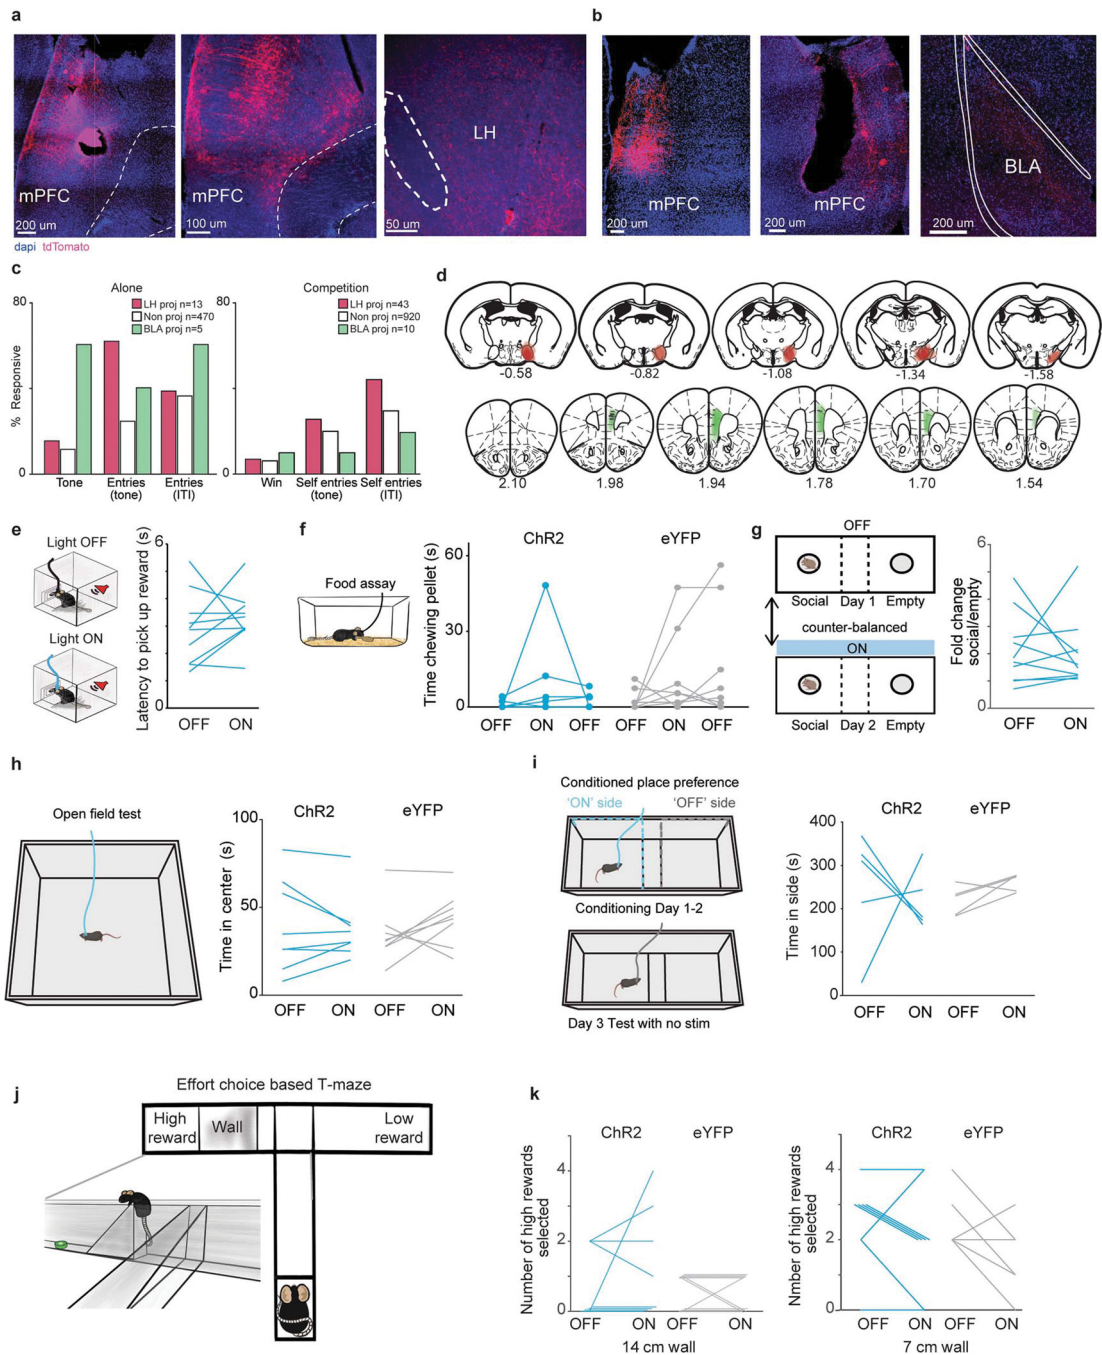 a
mPFC
200 um
mPFC
100 um
LH
50 um
dapi tdTomato
b
mPFC
200 um
mPFC
200 um
BLA
200 um
c
Alone
LH proj n=13
Non proj n=470
BLA proj n=5
80
0
% Responsive
Tone
Entries
(tone)
Entries
(ITI)
Competition
LH proj n=43
Non proj n=920
BLA proj n=10
80
0
Win
Self entries
(tone)
Self entries
(ITI)
d
-0.58
-0.82
-1.08
-1.34
-1.58
2.10
1.98
1.94
1.78
1.70
1.54
e
Light OFF
Light ON
Latency to pick up reward (s)
6
0
OFF
ON
f
Food assay
Time chewing pellet (s)
60
30
0
ChR2
eYFP
OFF
ON
OFF
OFF
ON
OFF
g
OFF
Social
Day 1
Empty
counter-balanced
ON
Social
Day 2
Empty
Fold change
social/empty
6
0
OFF
ON
h
Open field test
Time in center (s)
100
50
0
ChR2
eYFP
OFF
ON
OFF
ON
i
Conditioned place preference
'ON' side
'OFF' side
Conditioning Day 1-2
Day 3 Test with no stim
Time in side (s)
400
300
200
100
0
ChR2
eYFP
OFF
ON
OFF
ON
j
Effort choice based T-maze
High
reward
Wall
Low
reward
k
Number of high rewards
selected
4
2
0
ChR2
eYFP
OFF
ON
OFF
ON
14 cm wall
Nmber of high rewards
selected
4
2
0
ChR2
eYFP
OFF
ON
OFF
ON
7 cm wall